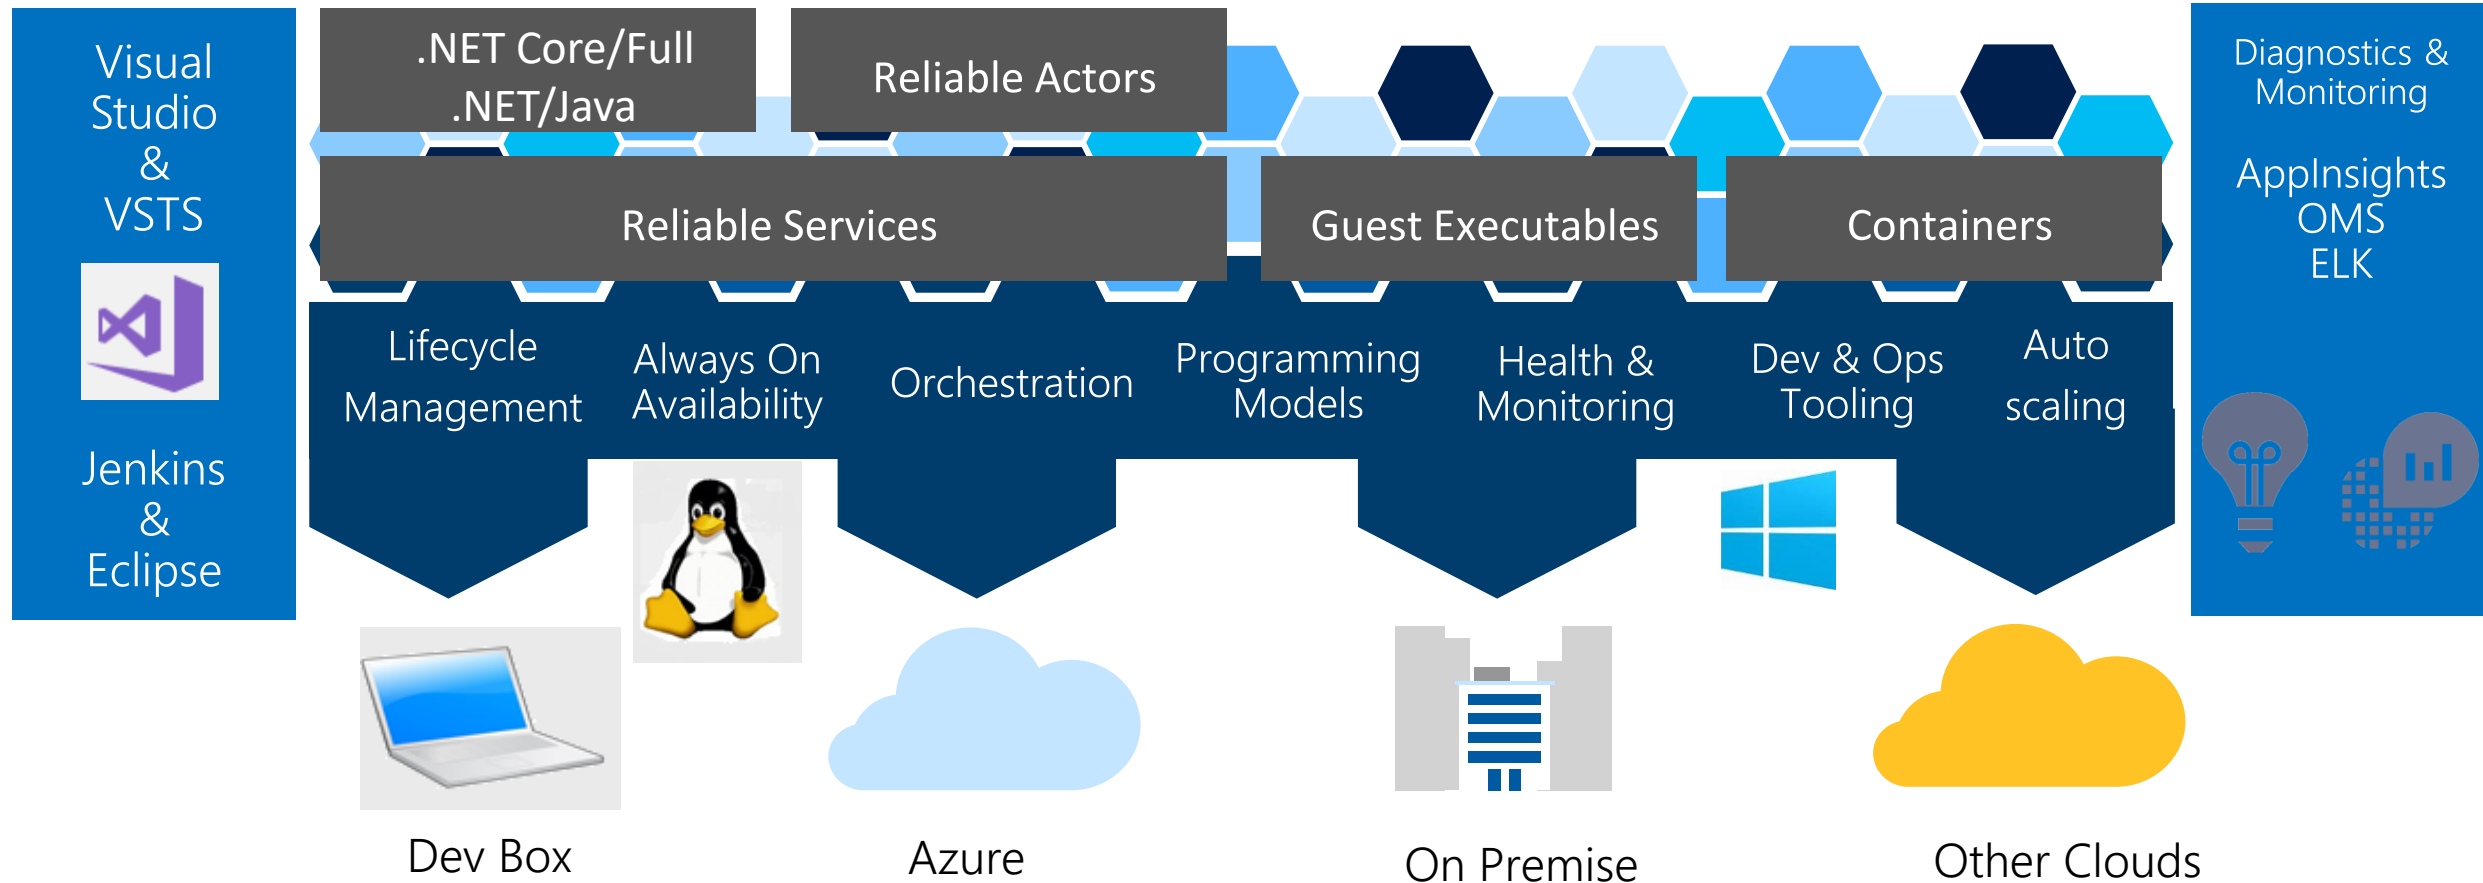 Visual
Studio
&
VSTS
Jenkins
&
Eclipse
.NET Core/Full
.NET/Java
Reliable Actors
Reliable Services
Guest Executables
Containers
Lifecycle
Management
Always On
Availability
Orchestration
Programming
Models
Health &
Monitoring
Dev & Ops
Tooling
Auto
scaling
Diagnostics &
Monitoring
AppInsights
OMS
ELK
Dev Box
Azure
On Premise
Other Clouds